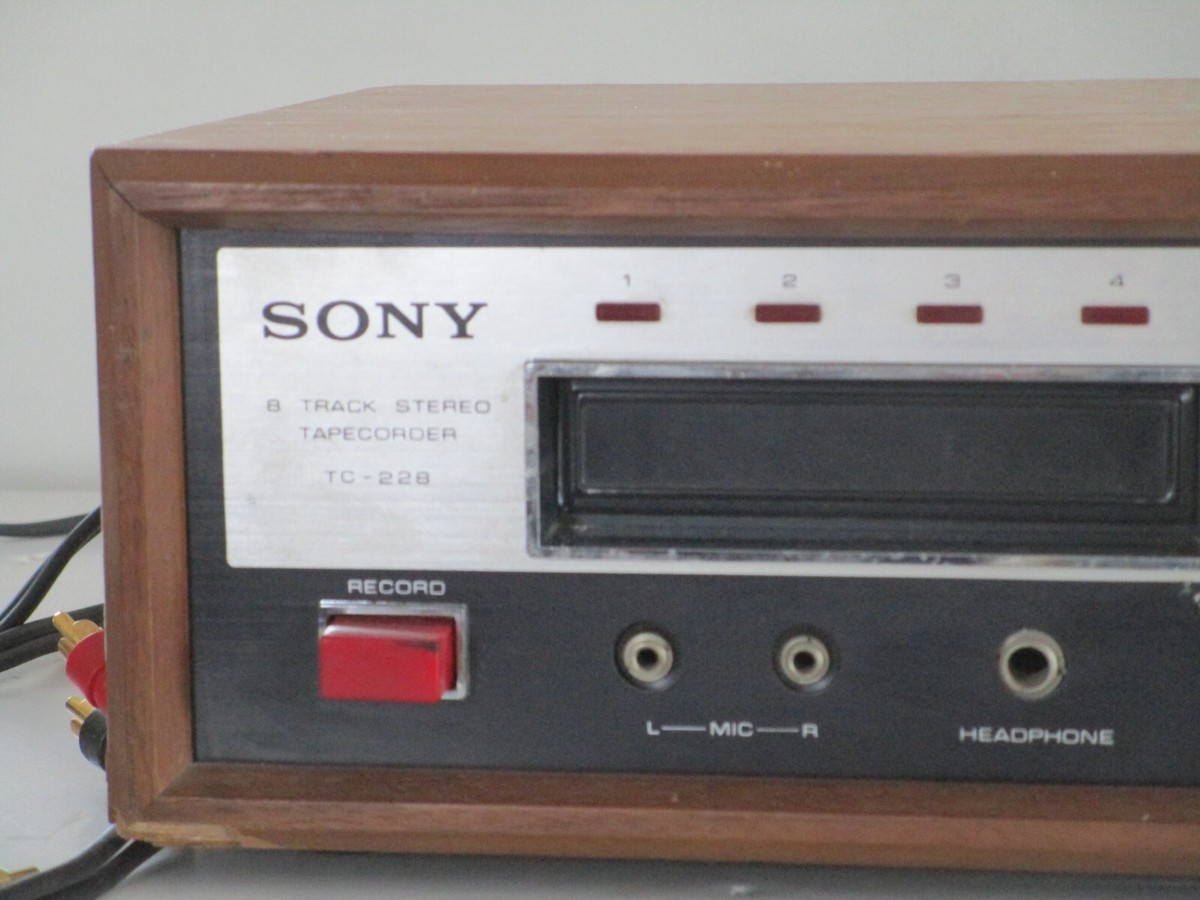 1 2 3 4
SONY
8 TRACK STEREO
TAPECORDER
TC-228
RECORD
L MIC R
HEADPHONE